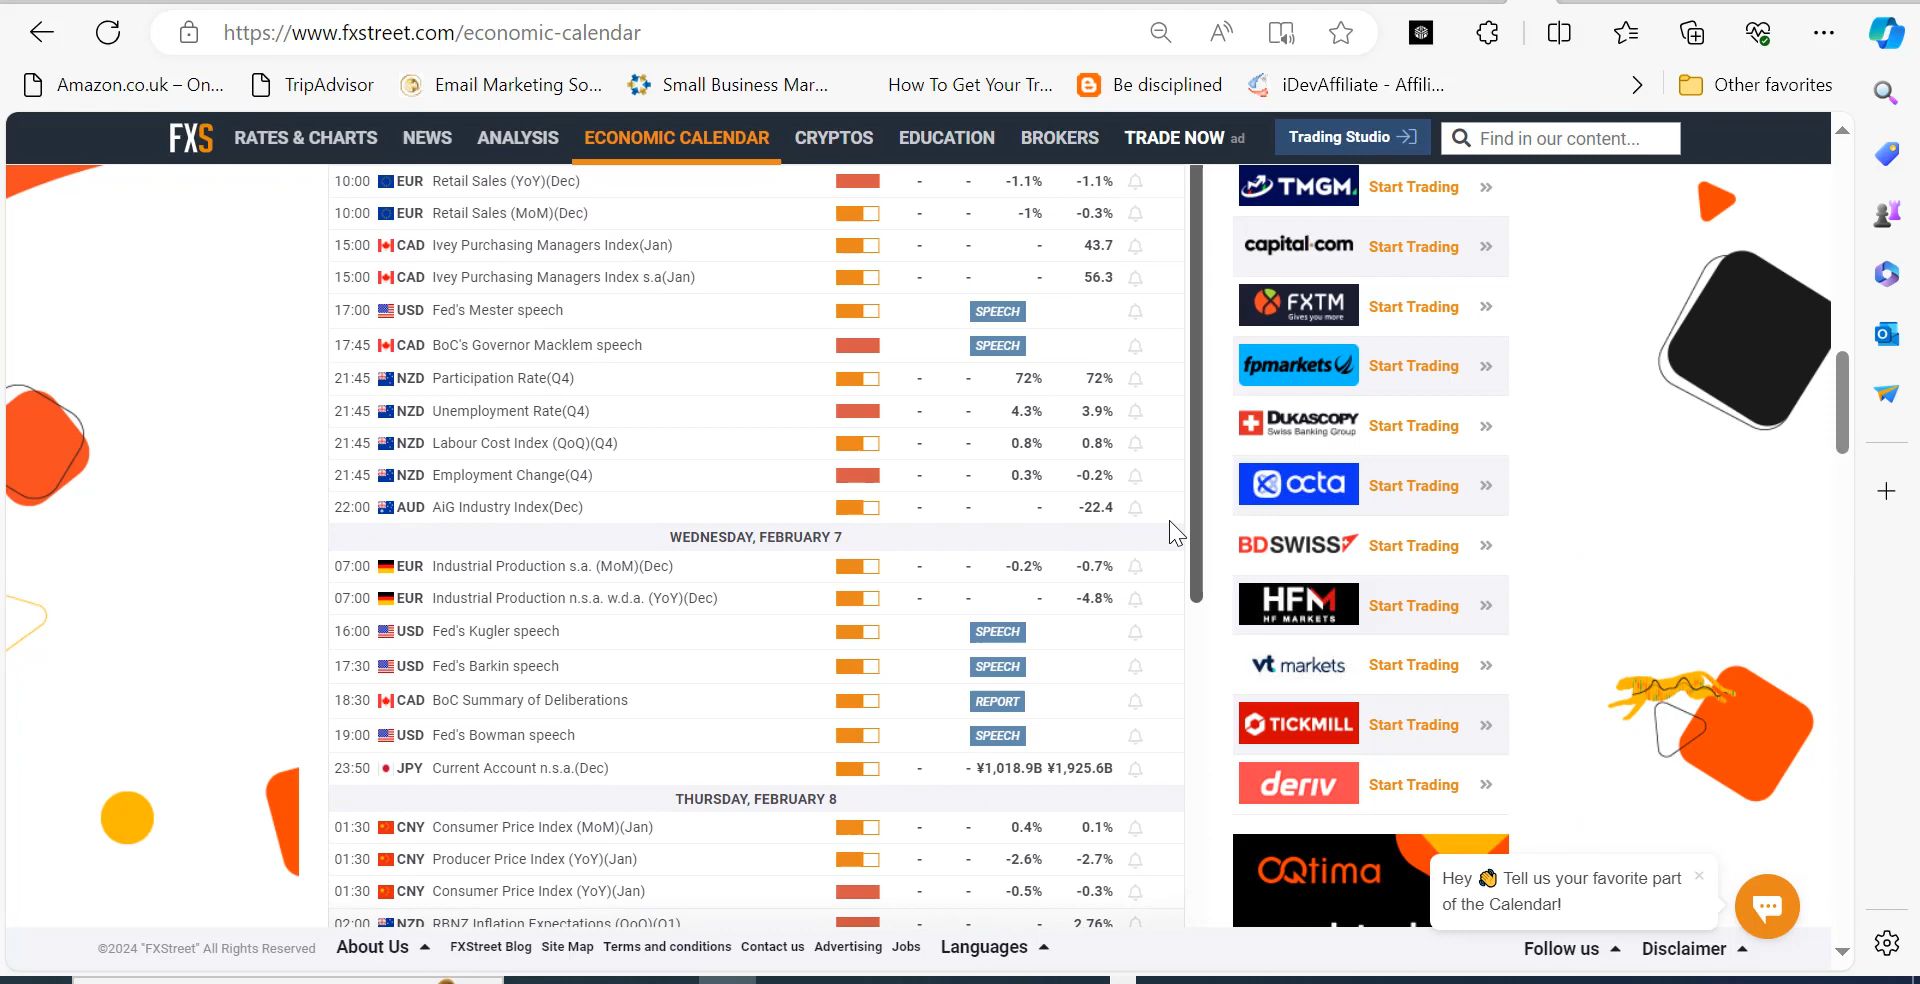 https://www.fxstreet.com/economic-calendar
Amazon.co.uk – On... TripAdvisor Email Marketing So... Small Business Mar... How To Get Your Tr... Be disciplined iDevAffiliate - Affili... Other favorites
FXS RATES & CHARTS NEWS ANALYSIS ECONOMIC CALENDAR CRYPTOS EDUCATION BROKERS TRADE NOW ad Trading Studio Find in our content...
10:00 EUR Retail Sales (YoY)(Dec) - - -1.1% -1.1%
10:00 EUR Retail Sales (MoM)(Dec) - - -1% -0.3%
15:00 CAD Ivey Purchasing Managers Index(Jan) - - - 43.7
15:00 CAD Ivey Purchasing Managers Index s.a(Jan) - - - 56.3
17:00 USD Fed's Mester speech SPEECH
17:45 CAD BoC's Governor Macklem speech SPEECH
21:45 NZD Participation Rate(Q4) - - 72% 72%
21:45 NZD Unemployment Rate(Q4) - - 4.3% 3.9%
21:45 NZD Labour Cost Index (QoQ)(Q4) - - 0.8% 0.8%
21:45 NZD Employment Change(Q4) - - 0.3% -0.2%
22:00 AUD AiG Industry Index(Dec) - - - -22.4
WEDNESDAY, FEBRUARY 7
07:00 EUR Industrial Production s.a. (MoM)(Dec) - - -0.2% -0.7%
07:00 EUR Industrial Production n.s.a. w.d.a. (YoY)(Dec) - - - -4.8%
16:00 USD Fed's Kugler speech SPEECH
17:30 USD Fed's Barkin speech SPEECH
18:30 CAD BoC Summary of Deliberations REPORT
19:00 USD Fed's Bowman speech SPEECH
23:50 JPY Current Account n.s.a.(Dec) - - ¥1,018.9B ¥1,925.6B
THURSDAY, FEBRUARY 8
01:30 CNY Consumer Price Index (MoM)(Jan) - - 0.4% 0.1%
01:30 CNY Producer Price Index (YoY)(Jan) - - -2.6% -2.7%
01:30 CNY Consumer Price Index (YoY)(Jan) - - -0.5% -0.3%
02:00 NZD RBNZ Inflation Expectations (QoQ)(Q1) - - - 2.76%
TMGM. Start Trading
capital.com Start Trading
FXTM Gives you more Start Trading
fpmarkets Start Trading
DUKASCOPY Swiss Banking Group Start Trading
octa Start Trading
BDSWISS Start Trading
HFM HF MARKETS Start Trading
vt markets Start Trading
TICKMILL Start Trading
deriv Start Trading
OQtima
Hey 👏 Tell us your favorite part
of the Calendar!
©2024 "FXStreet" All Rights Reserved About Us FXStreet Blog Site Map Terms and conditions Contact us Advertising Jobs Languages Follow us Disclaimer